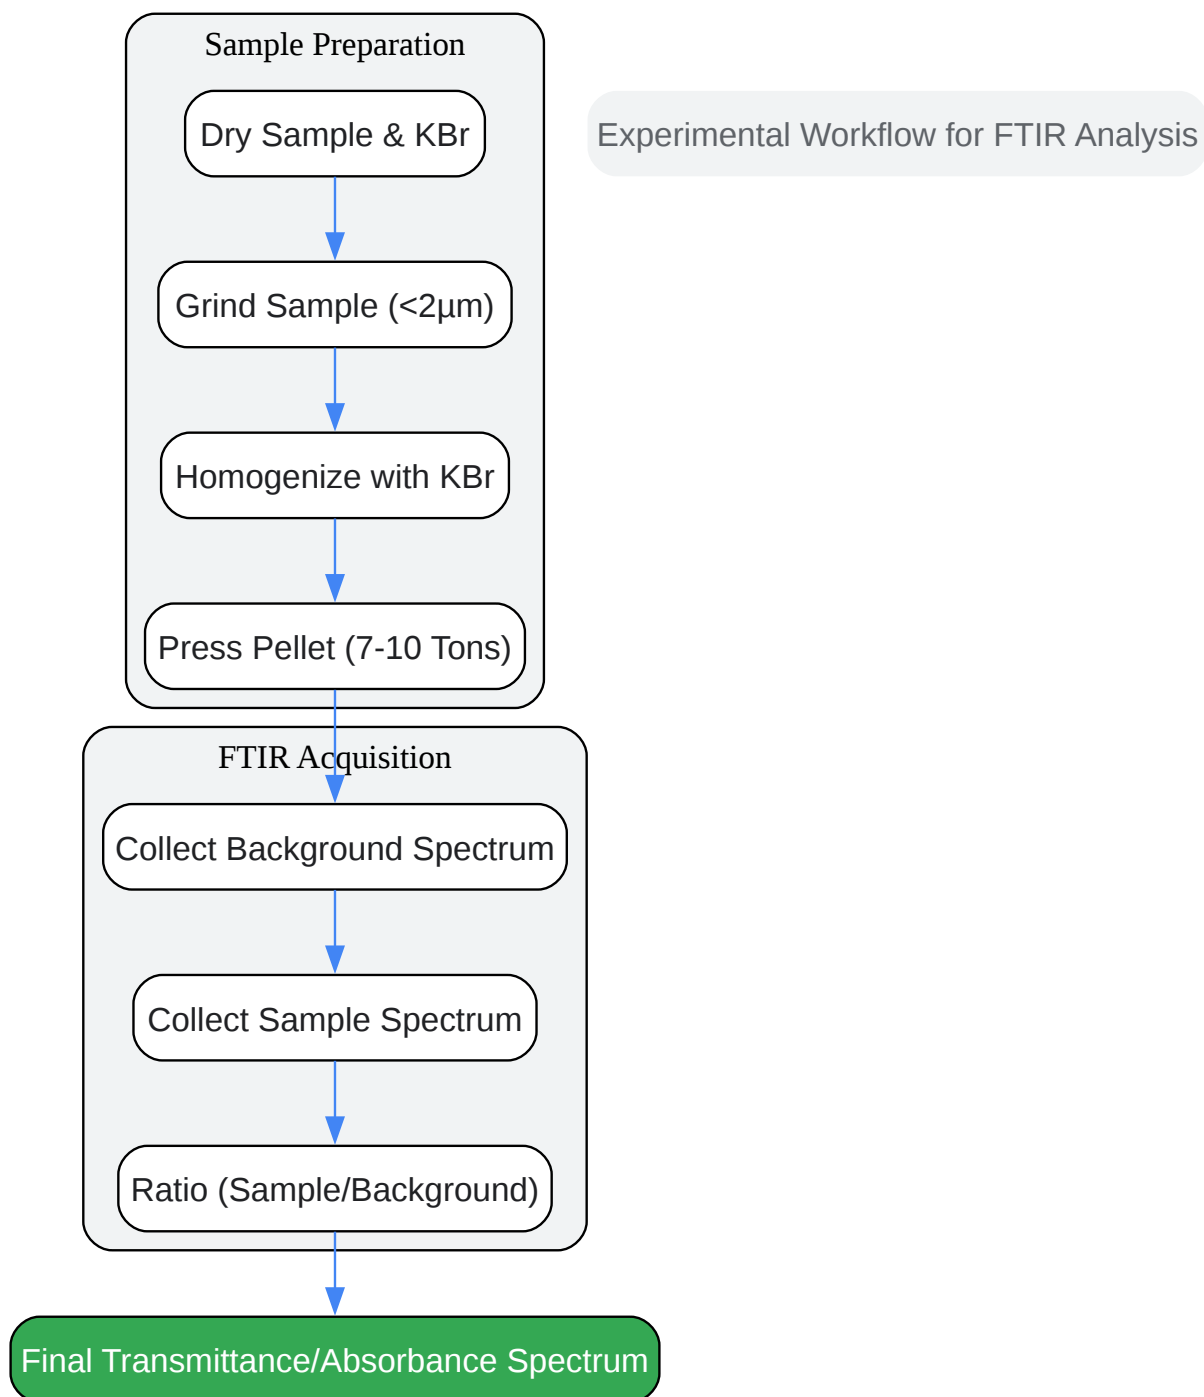 Sample Preparation
Dry Sample & KBr
Experimental Workflow for FTIR Analysis
Grind Sample (<2µm)
Homogenize with KBr
Press Pellet (7-10 Tons)
FTIR Acquisition
Collect Background Spectrum
Collect Sample Spectrum
Ratio (Sample/Background)
Final Transmittance/Absorbance Spectrum